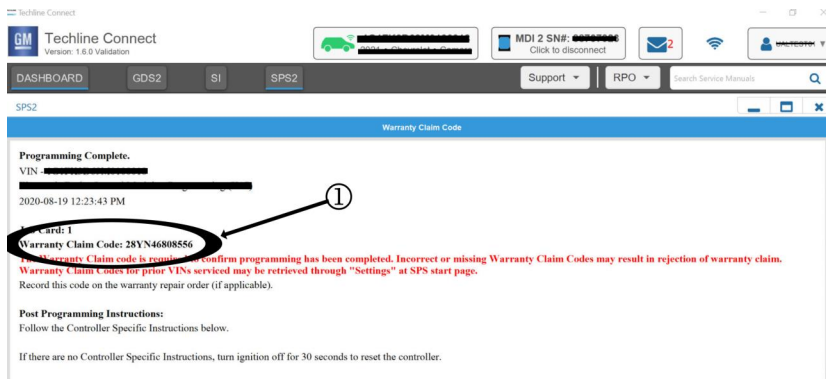 Techline Connect
GM
Techline Connect
Version: 1.6.0 Validation
MDI 2 SN#:
Click to disconnect
2
DASHBOARD GDS2 SI SPS2 Support RPO Search Service Manuals
SPS2
Warranty Claim Code
Programming Complete.
VIN -
2020-08-19 12:23:43 PM
1
Card: 1
Warranty Claim Code: 28YN46808556
Warranty Claim code is required to confirm programming has been completed. Incorrect or missing Warranty Claim Codes may result in rejection of warranty claim.
Warranty Claim Codes for prior VINs serviced may be retrieved through "Settings" at SPS start page.
Record this code on the warranty repair order (if applicable).
Post Programming Instructions:
Follow the Controller Specific Instructions below.
If there are no Controller Specific Instructions, turn ignition off for 30 seconds to reset the controller.